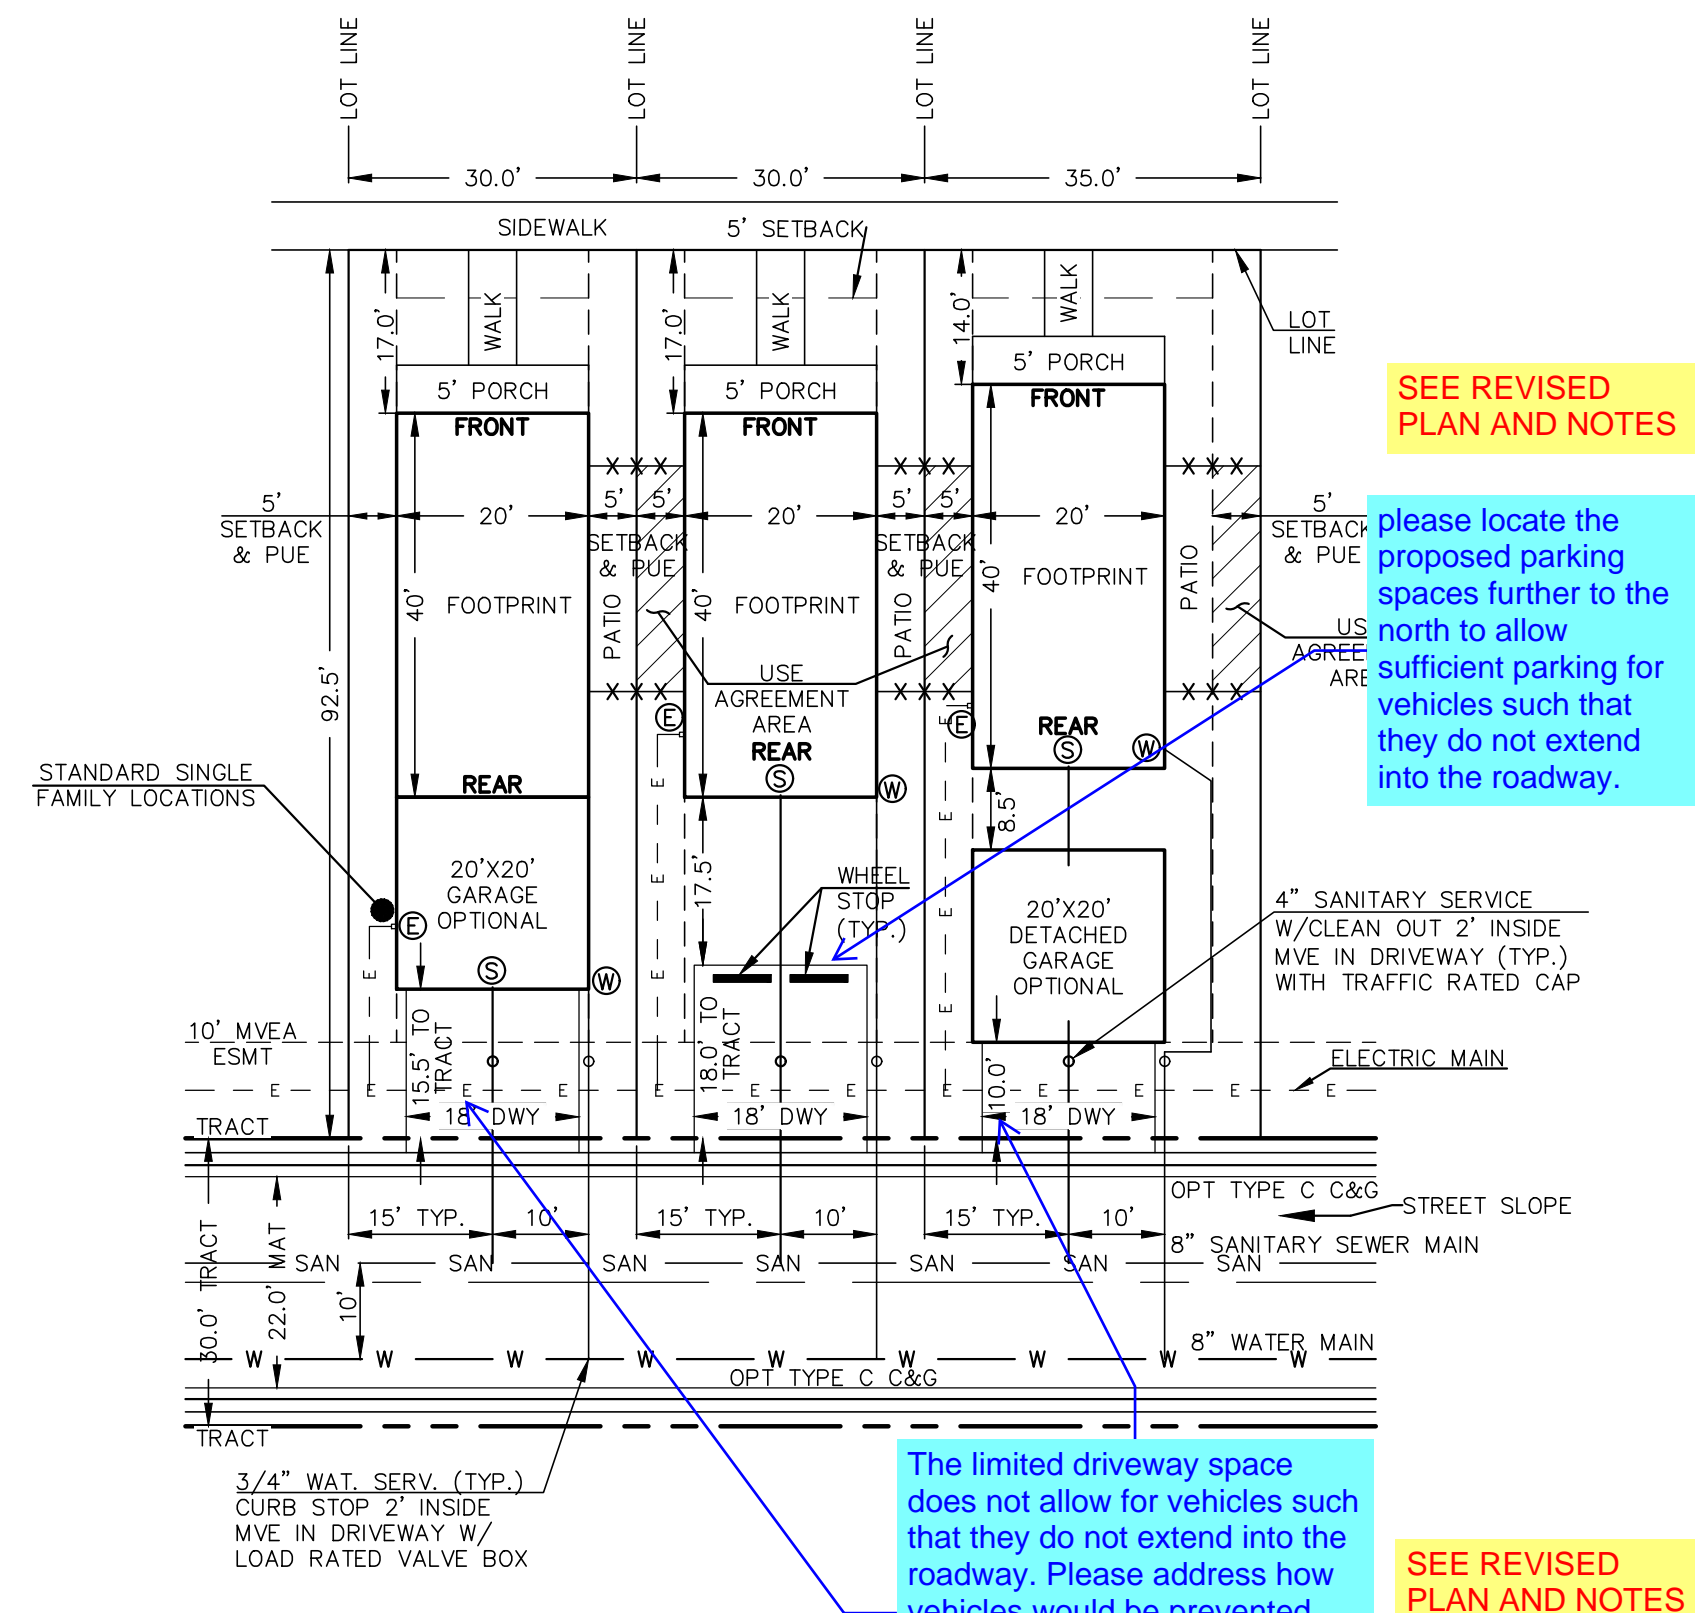 LOT LINE
LOT LINE
LOT LINE
LOT LINE
30.0'
30.0'
35.0'
SIDEWALK
5' SETBACK
17.0'
WALK
17.0'
WALK
14.0'
WALK
LOT
LINE
5' PORCH
5' PORCH
5' PORCH
FRONT
FRONT
FRONT
SEE REVISED
PLAN AND NOTES
5'
SETBACK
& PUE
20'
5'
5'
SETBACK
& PUE
20'
5'
5'
SETBACK
& PUE
20'
5'
SETBACK
& PUE
please locate the
proposed parking
spaces further to the
north to allow
sufficient parking for
vehicles such that
they do not extend
into the roadway.
40'
FOOTPRINT
PATIO
40'
FOOTPRINT
PATIO
40'
FOOTPRINT
PATIO
92.5'
USE
AGREEMENT
AREA
REAR
REAR
REAR
E
E
S
S
W
W
STANDARD SINGLE
FAMILY LOCATIONS
20'X20'
GARAGE
OPTIONAL
17.5'
WHEEL
STOP
(TYP.)
8.5'
20'X20'
DETACHED
GARAGE
OPTIONAL
4" SANITARY SERVICE
W/CLEAN OUT 2' INSIDE
MVE IN DRIVEWAY (TYP.)
WITH TRAFFIC RATED CAP
E
S
W
E
E
E
E
E
E
E
10' MVEA
ESMT
15.5' TO
TRACT
18.0' TO
TRACT
10.0'
ELECTRIC MAIN
E E E E E E E E E E E E
18' DWY
18' DWY
18' DWY
TRACT
OPT TYPE C C&G
STREET SLOPE
15' TYP.
10'
15' TYP.
10'
15' TYP.
10'
8" SANITARY SEWER MAIN
SAN SAN SAN SAN SAN SAN SAN
30.0' TRACT
22.0' MAT
10'
8" WATER MAIN
W W W W W W W W W
OPT TYPE C C&G
TRACT
3/4" WAT. SERV. (TYP.)
CURB STOP 2' INSIDE
MVE IN DRIVEWAY W/
LOAD RATED VALVE BOX
The limited driveway space
does not allow for vehicles such
that they do not extend into the
roadway. Please address how
vehicles would be prevented
SEE REVISED
PLAN AND NOTES